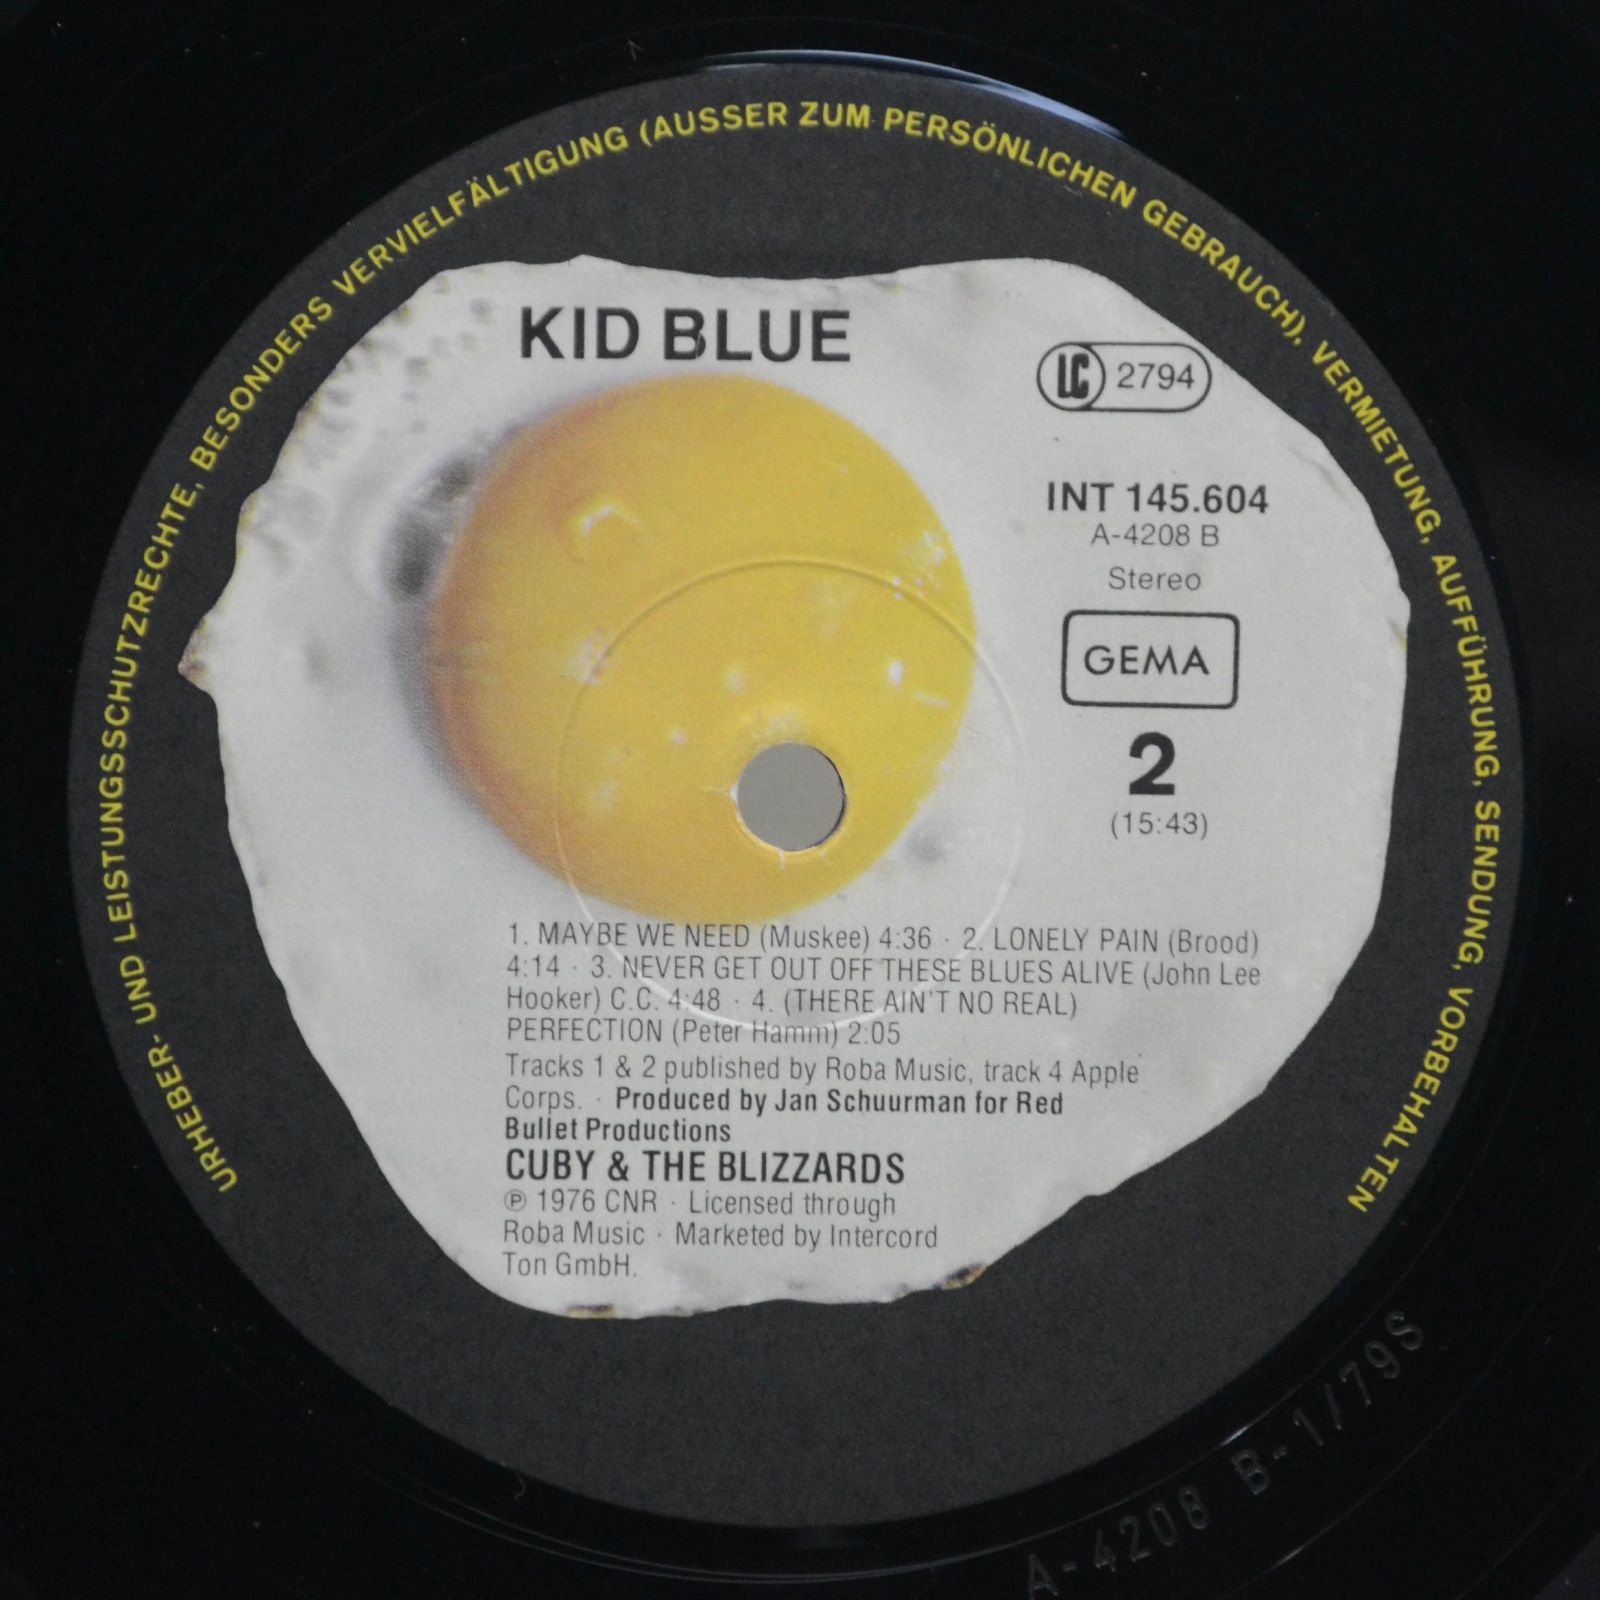 URHEBER- UND LEISTUNGSSCHUTZRECHTE, BESONDERS VERVIELFÄLTIGUNG (AUSSER ZUM PERSÖNLICHEN GEBRAUCH), VERMIETUNG, AUFFÜHRUNG, SENDUNG, VORBEHALTEN
KID BLUE
LC 2794
INT 145.604
A-4208 B
Stereo
GEMA
2
(15:43)
1. MAYBE WE NEED (Muskee) 4:36 · 2. LONELY PAIN (Brood)
4:14 · 3. NEVER GET OUT OFF THESE BLUES ALIVE (John Lee
Hooker) C.C. 4:48 · 4. (THERE AIN'T NO REAL)
PERFECTION (Peter Hamm) 2:05
Tracks 1 & 2 published by Roba Music, track 4 Apple
Corps. · Produced by Jan Schuurman for Red
Bullet Productions
CUBY & THE BLIZZARDS
℗ 1976 CNR · Licensed through
Roba Music · Marketed by Intercord
Ton GmbH.
A-4208 B-1/79S